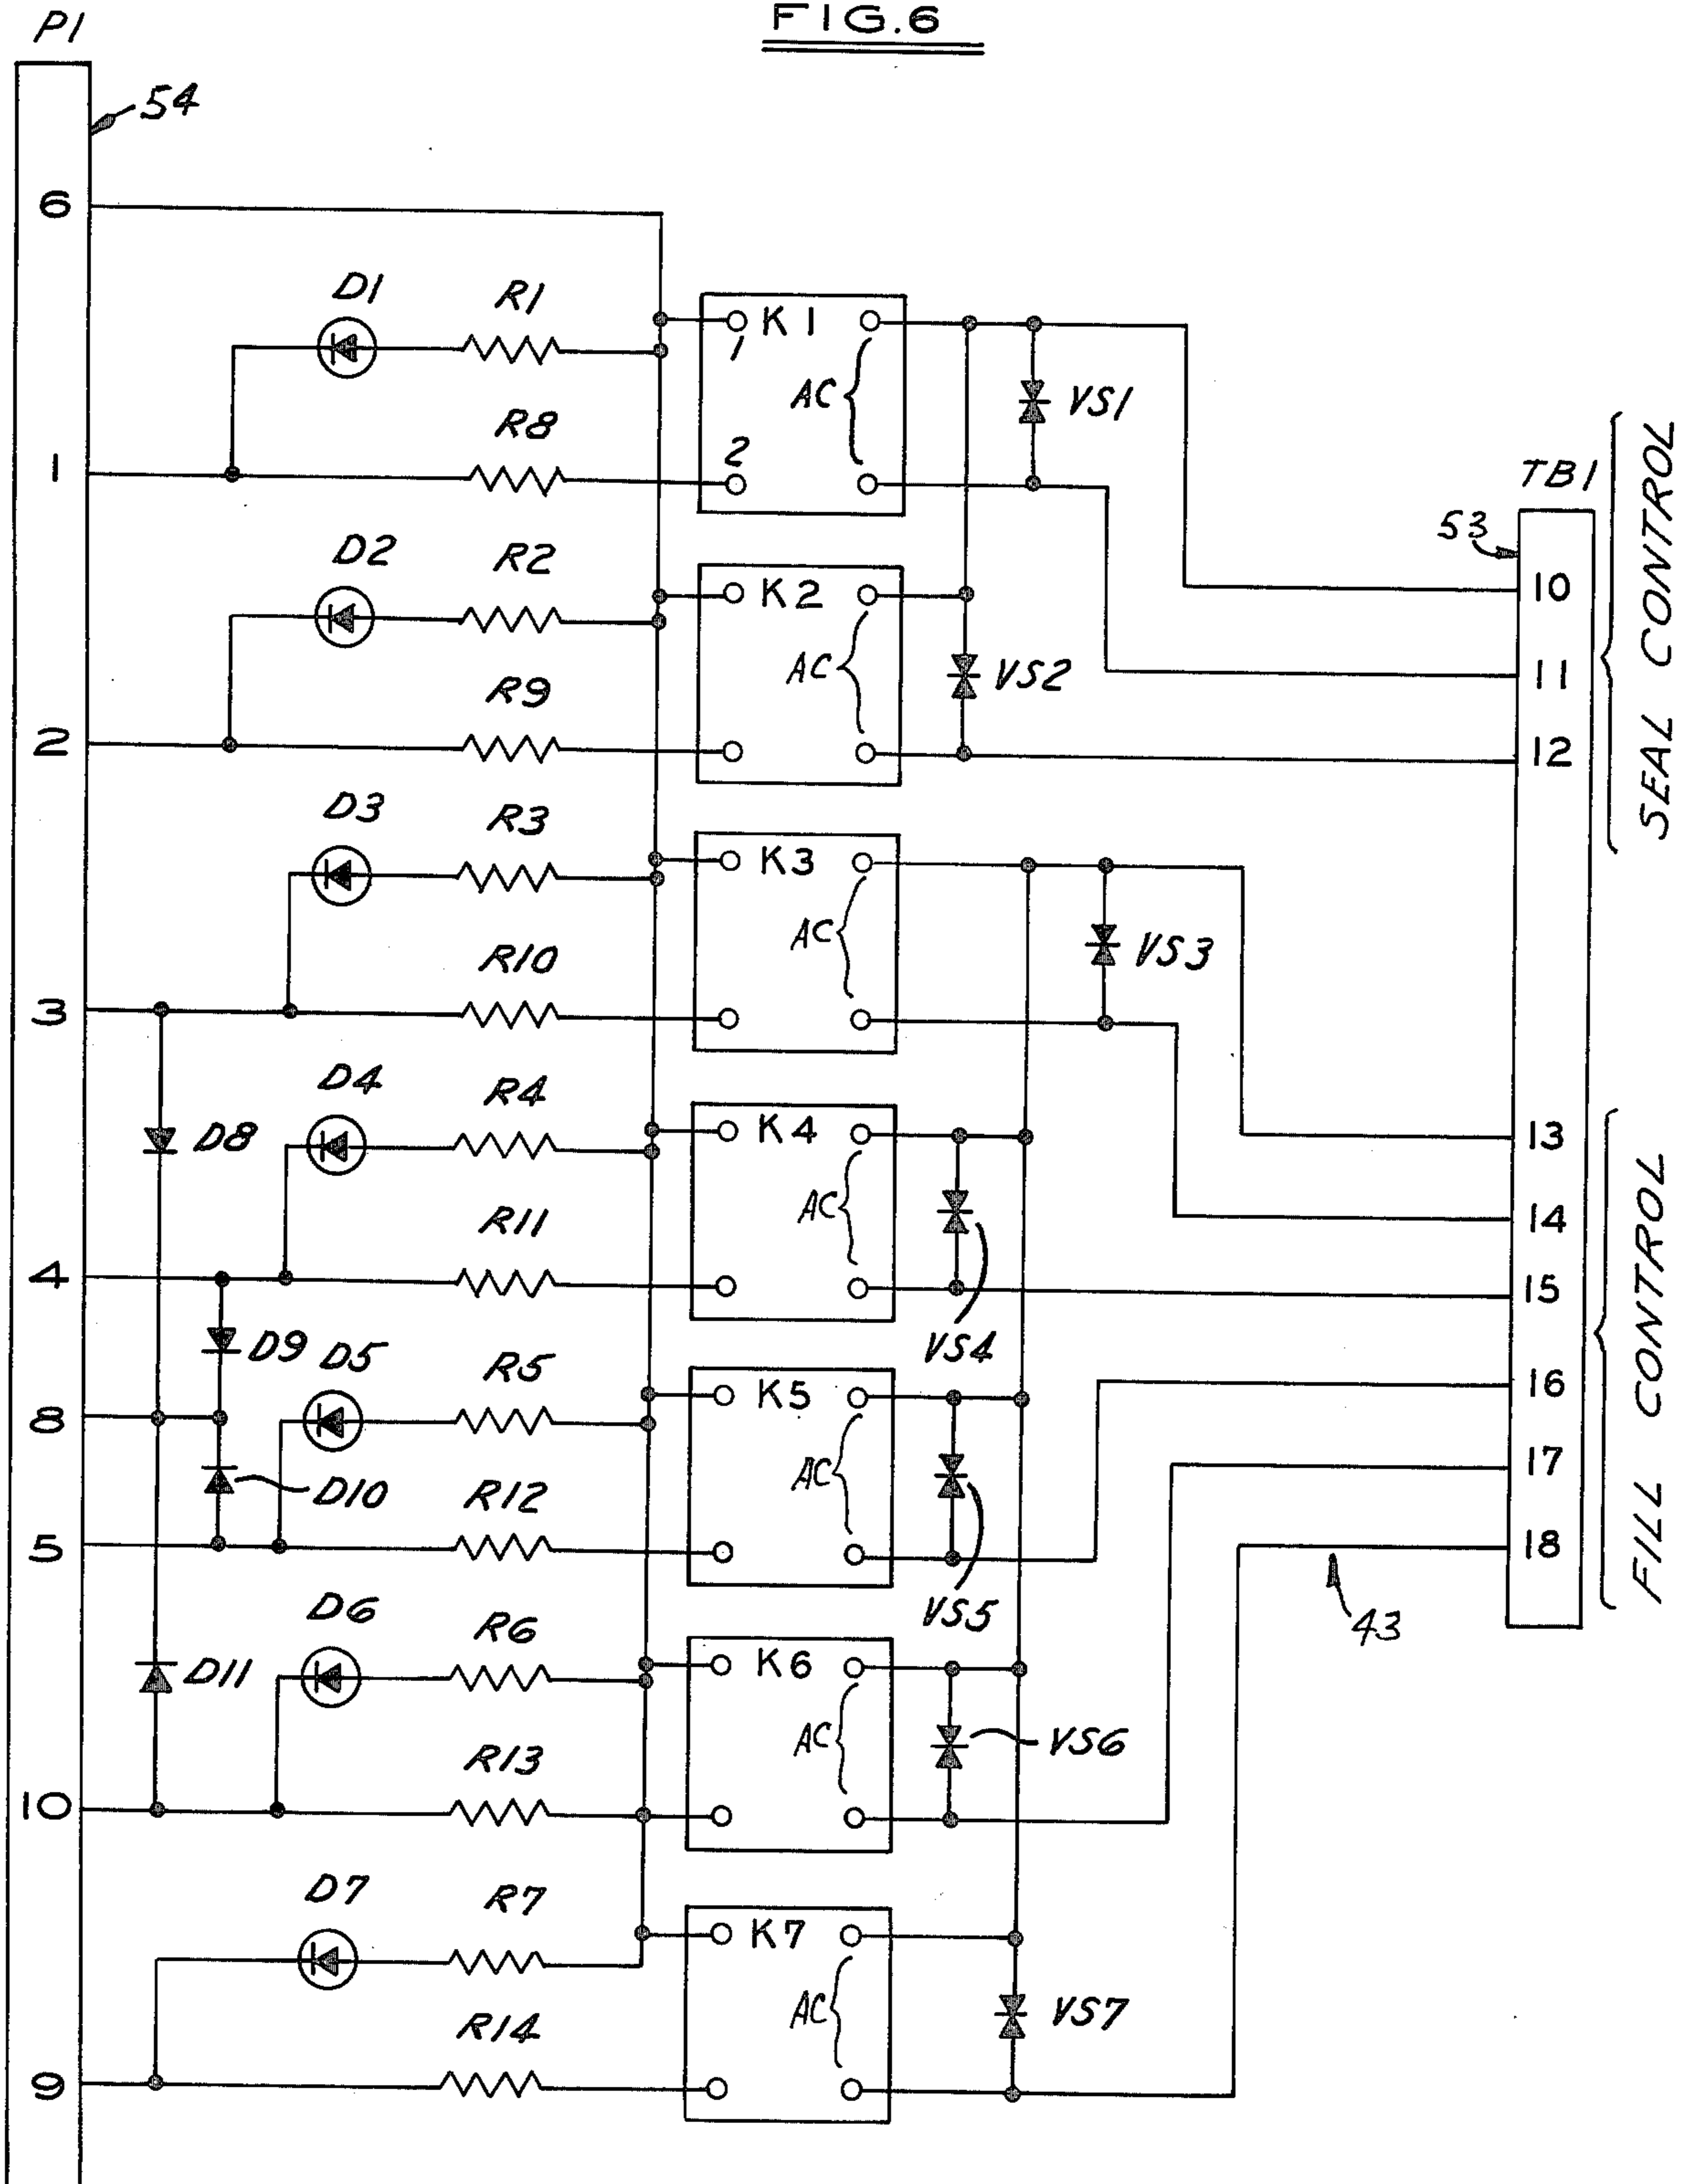 FIG.6
P1
54
6
D1
R1
K1
1
AC
VS1
R8
2
1
TB1
SEAL CONTROL
53
D2
R2
K2
10
AC
VS2
11
R9
2
12
D3
R3
K3
AC
VS3
R10
3
D4
R4
K4
13
D8
AC
14
R11
4
15
VS4
D9
D5
R5
K5
16
8
FILL CONTROL
AC
17
D10
R12
5
18
VS5
43
D6
R6
K6
D11
AC
VS6
R13
10
D7
R7
K7
AC
VS7
R14
9